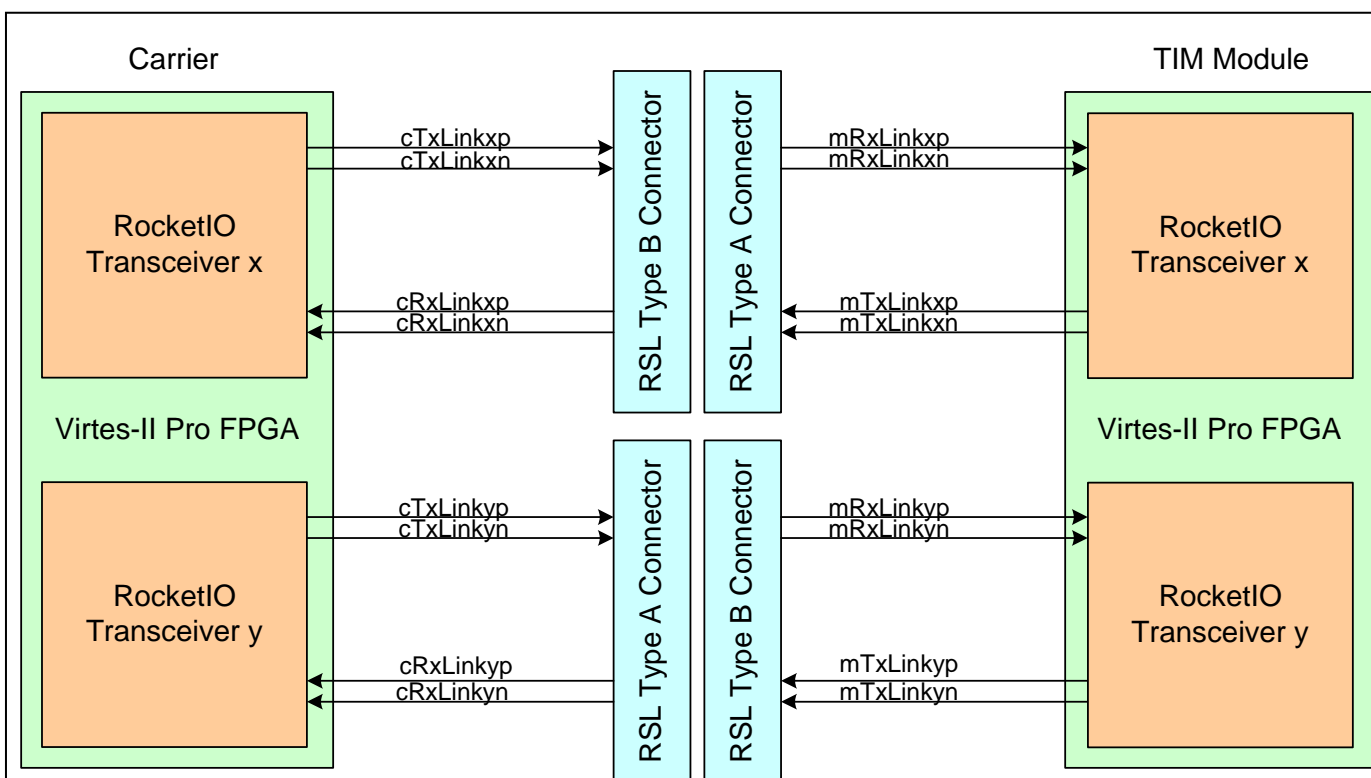 Carrier
TIM Module
RocketIO
Transceiver x
cTxLinkxp
cTxLinkxn
cRxLinkxp
cRxLinkxn
RSL Type B Connector
RSL Type A Connector
mRxLinkxp
mRxLinkxn
mTxLinkxp
mTxLinkxn
RocketIO
Transceiver x
Virtes-II Pro FPGA
Virtes-II Pro FPGA
RocketIO
Transceiver y
cTxLinkyp
cTxLinkyn
cRxLinkyp
cRxLinkyn
RSL Type A Connector
RSL Type B Connector
mRxLinkyp
mRxLinkyn
mTxLinkyp
mTxLinkyn
RocketIO
Transceiver y